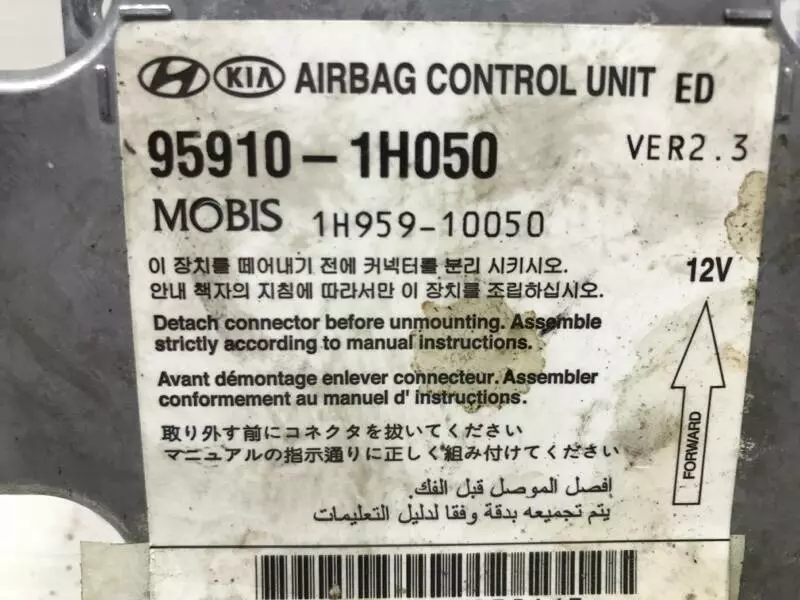 KIA AIRBAG CONTROL UNIT ED
95910-1H050 VER2.3
MOBIS 1H959-10050
이 장치를 떼어내기 전에 커넥터를 분리 시키시오.
안내 책자의 지침에 따라서만 이 장치를 조립하십시오.
12V
Detach connector before unmounting. Assemble
strictly according to manual instructions.
Avant démontage enlever connecteur. Assembler
conformement au manuel d' instructions.
FORWARD
取り外す前にコネクタを抜いてください
マニュアルの指示通りに正しく組み付けてください
إفصل الموصل قبل الفك.
يتم تجميعه بدقة وفقا لدليل التعليمات